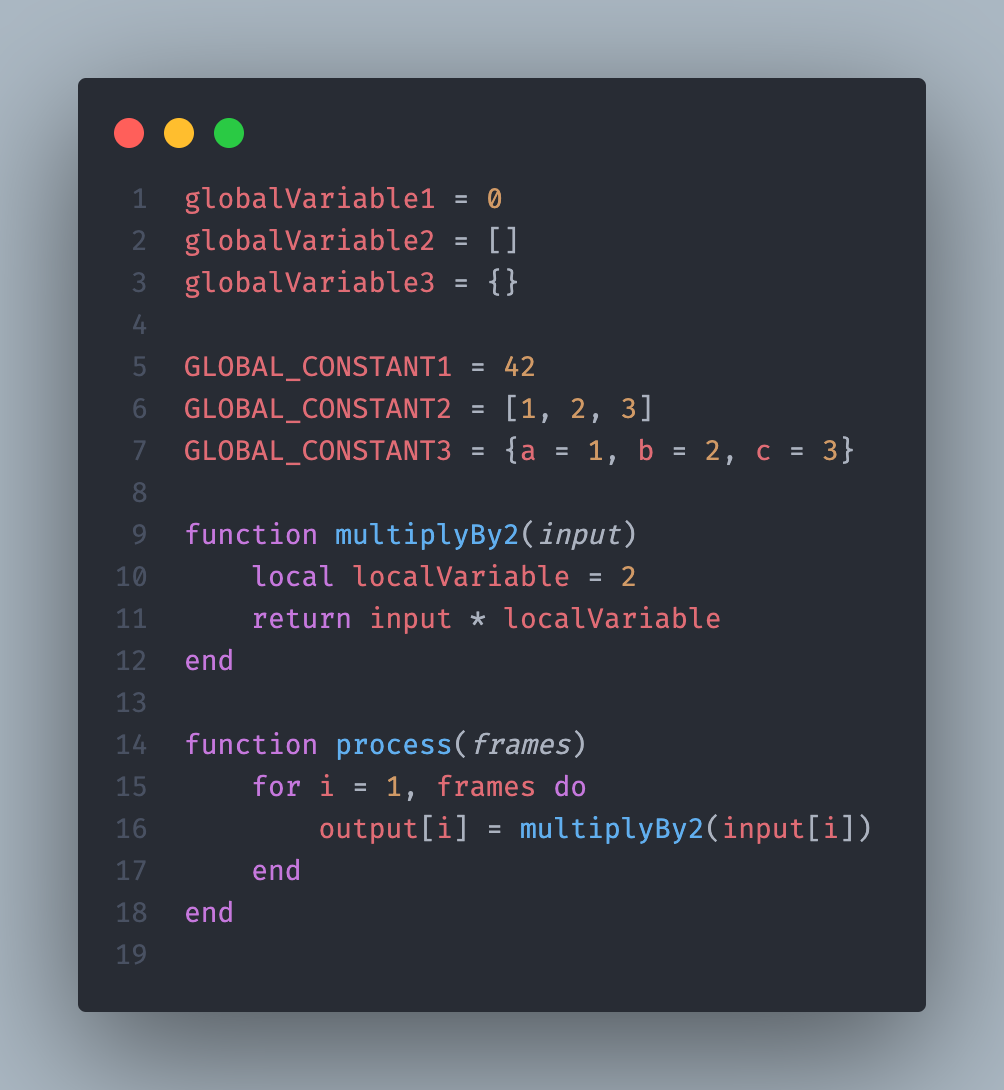 1 globalVariable1 = 0
2 globalVariable2 = []
3 globalVariable3 = {}
4
5 GLOBAL_CONSTANT1 = 42
6 GLOBAL_CONSTANT2 = [1, 2, 3]
7 GLOBAL_CONSTANT3 = {a = 1, b = 2, c = 3}
8
9 function multiplyBy2(input)
10     local localVariable = 2
11     return input * localVariable
12 end
13
14 function process(frames)
15     for i = 1, frames do
16         output[i] = multiplyBy2(input[i])
17     end
18 end
19